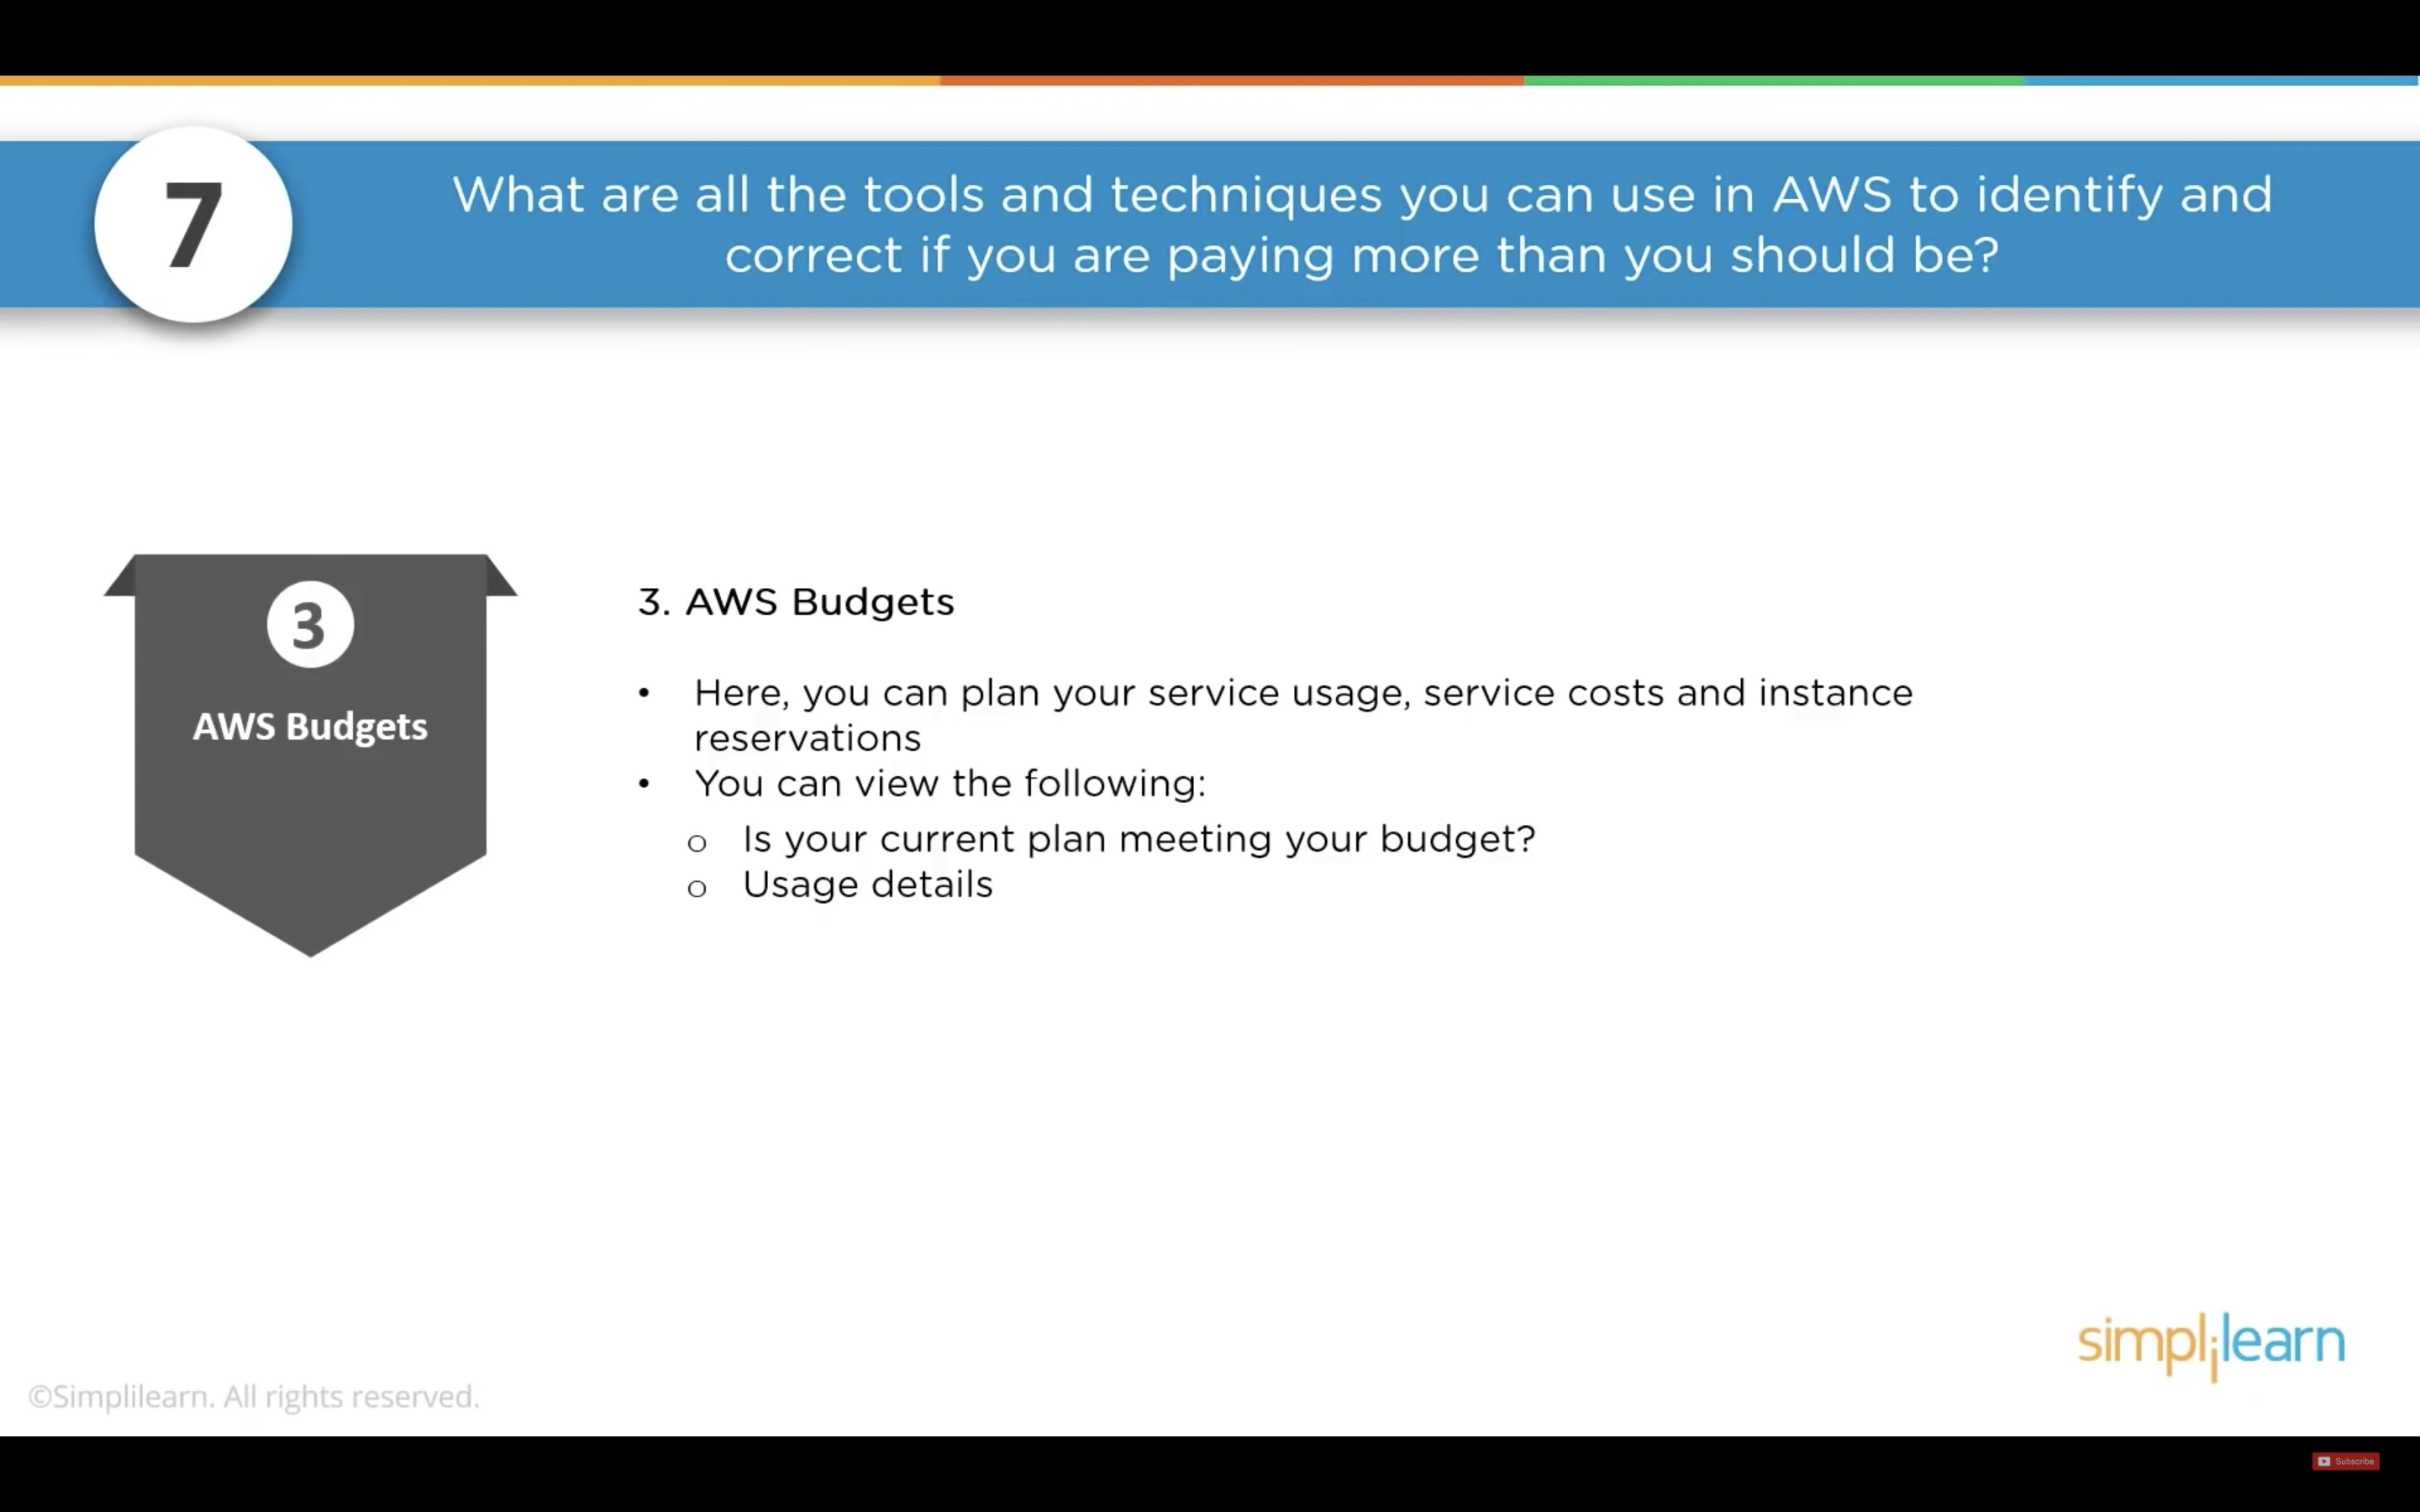 7
What are all the tools and techniques you can use in AWS to identify and
correct if you are paying more than you should be?
3
AWS Budgets
3. AWS Budgets
• Here, you can plan your service usage, service costs and instance
reservations
• You can view the following:
o Is your current plan meeting your budget?
o Usage details
simplilearn
©Simplilearn. All rights reserved.
Subscribe